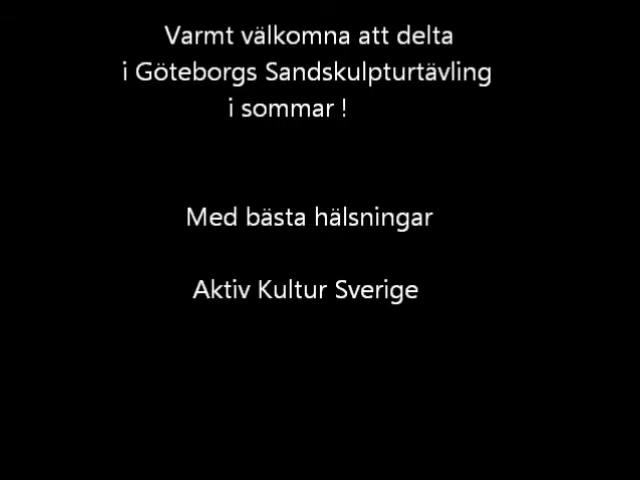 Varmt välkomna att delta
i Göteborgs Sandskulpturtävling
i sommar !
Med bästa hälsningar
Aktiv Kultur Sverige